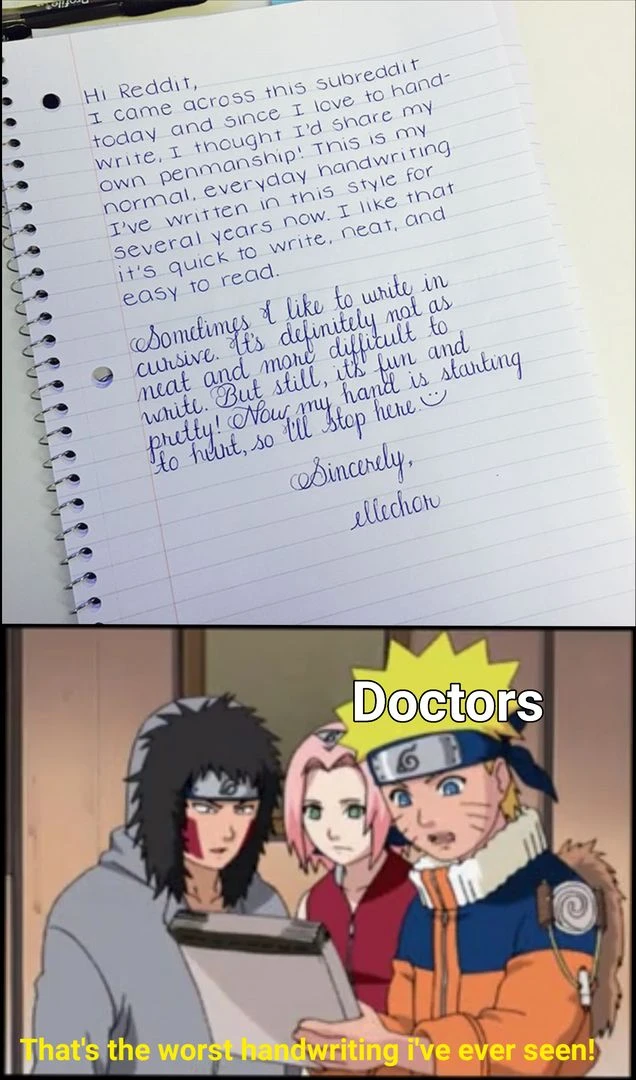 Profile
Hi Reddit,
I came across this subreddit
today and since I love to hand-
write, I thought I'd share my
own penmanship! This is my
normal, everyday handwriting
I've written in this style for
several years now. I like that
it's quick to write, neat, and
easy to read.
Sometimes I like to write in
cursive. It's definitely not as
neat and more difficult to
write. But still, it's fun and
pretty! Now my hand is starting
to hurt, so I'll stop here.
Sincerely,
ellechon
Doctors
That's the worst handwriting i've ever seen!